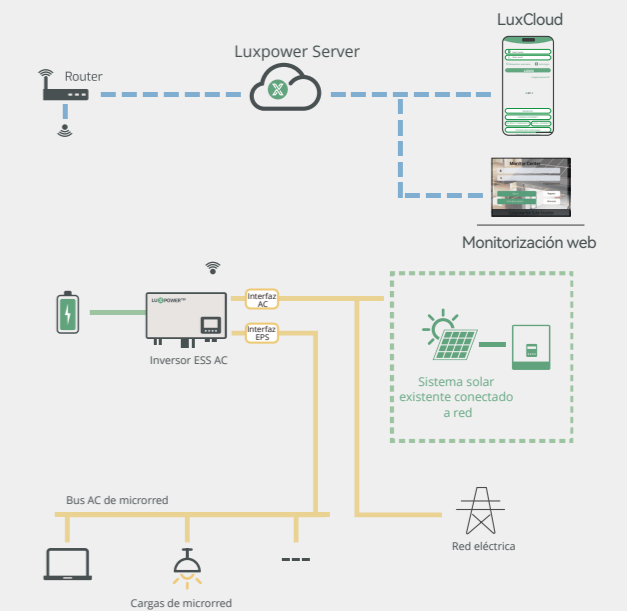 LuxCloud
Luxpower Server
Router
Monitorización web
LUXPOWER™
Interfaz
AC
Interfaz
EPS
Inversor ESS AC
Sistema solar
existente conectado
a red
Bus AC de microrred
Red eléctrica
Cargas de microrred